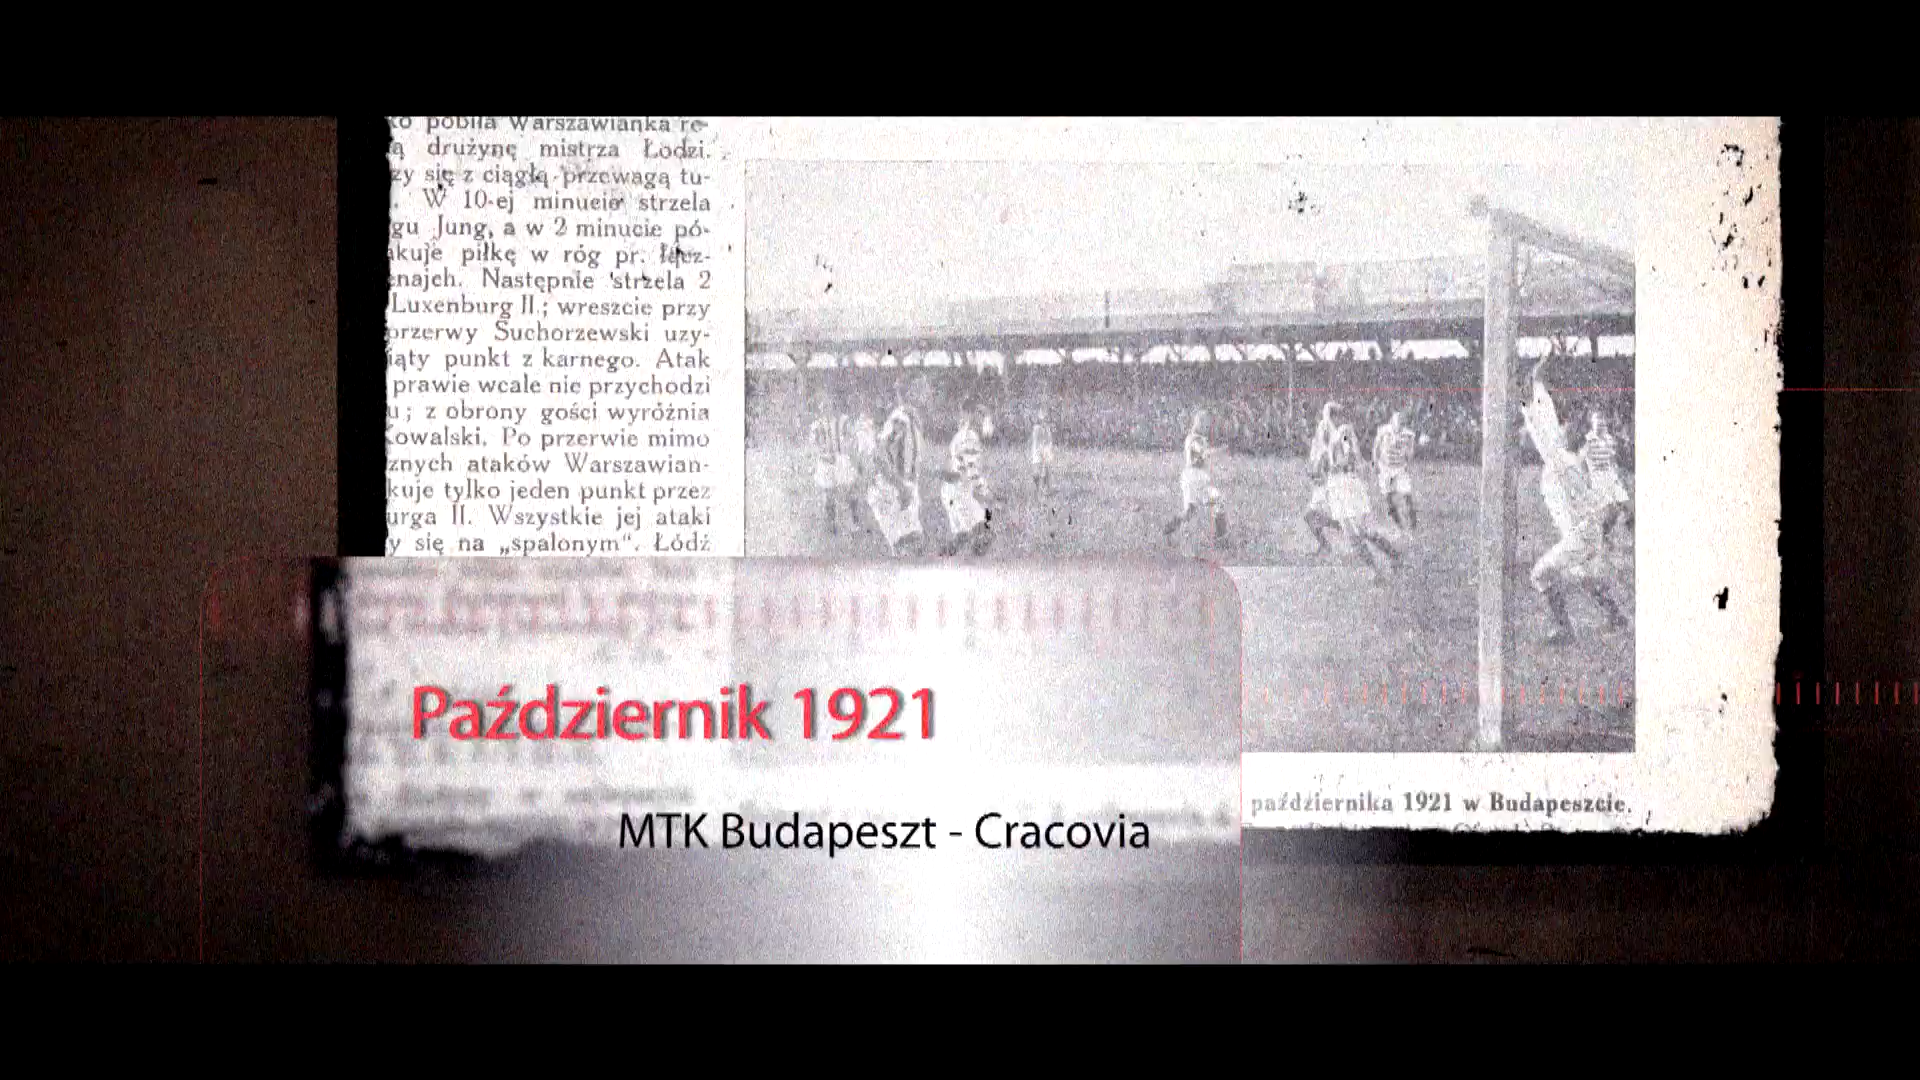 ko pobiła Warszawianka re-
ą drużynę mistrza Łodzi.
zy się z ciągłą przewagą tu-
. W 10-ej minucie strzela
gu Jung, a w 2 minucie pó-
akuje piłkę w róg pr. łącz-
enajch. Następnie strzela 2
Luxenburg II.; wreszcie przy
przerwy Suchorzewski uzy-
iąty punkt z karnego. Atak
prawie wcale nie przychodzi
u; z obrony gości wyróżnia
Kowalski. Po przerwie mimo
znych ataków Warszawian-
kuje tylko jeden punkt przez
urga II. Wszystkie jej ataki
y się na „spalonym". Łódź
Październik 1921
MTK Budapeszt - Cracovia
października 1921 w Budapeszcie.